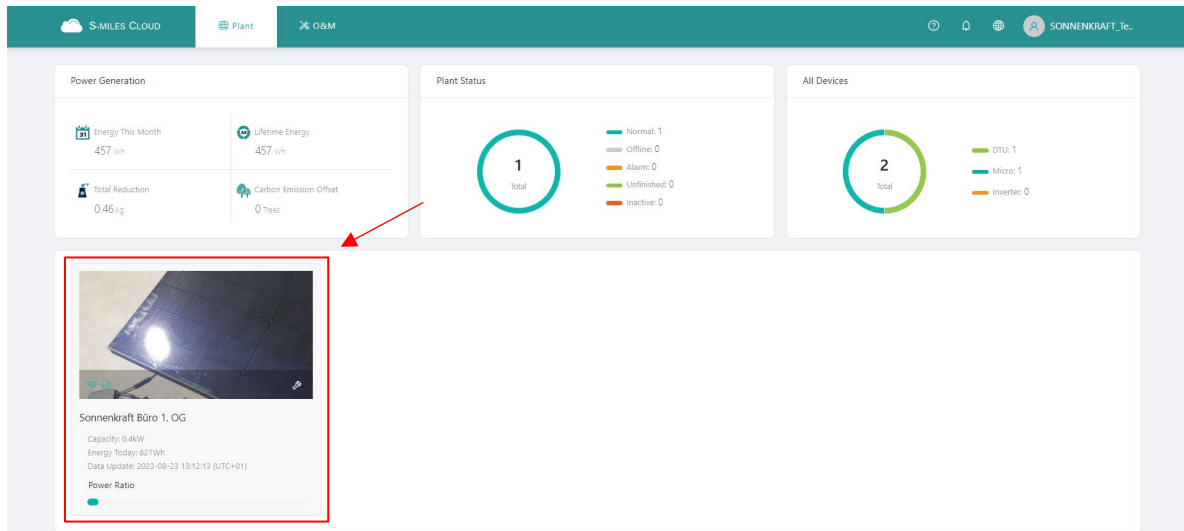 S-MILES CLOUD
Plant
O&M
SONNENKRAFT_Te..
Power Generation
31 Energy This Month
457 Wh
Lifetime Energy
457 Wh
Total Reduction
0.46 kg
Carbon Emission Offset
0 Trees
Plant Status
1
Total
Normal: 1
Offline: 0
Alarm: 0
Unfinished: 0
Inactive: 0
All Devices
2
Total
DTU: 1
Micro: 1
Inverter: 0
Sonnenkraft Büro 1. OG
Capacity: 0.4kW
Energy Today: 621Wh
Data Update: 2023-08-23 13:12:13 (UTC+01)
Power Ratio